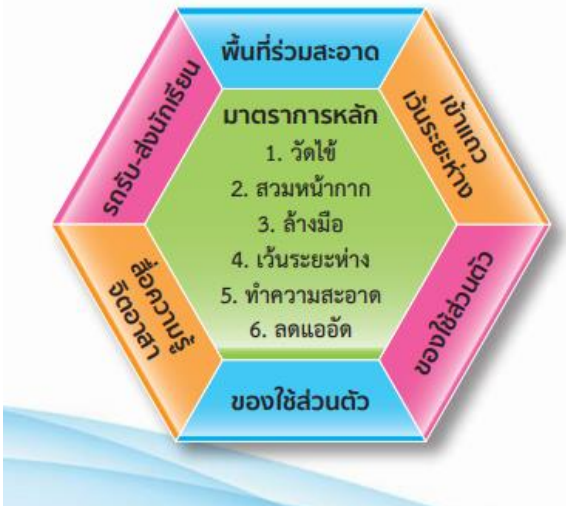 พื้นที่ร่วมสะอาด
เข้าแถว
เว้นระยะห่าง
ของใช้ส่วนตัว
ของใช้ส่วนตัว
สื่อความรู้
จิตอาสา
รถรับ-ส่งนักเรียน
มาตราการหลัก
1. วัดไข้
2. สวมหน้ากาก
3. ล้างมือ
4. เว้นระยะห่าง
5. ทำความสะอาด
6. ลดแออัด